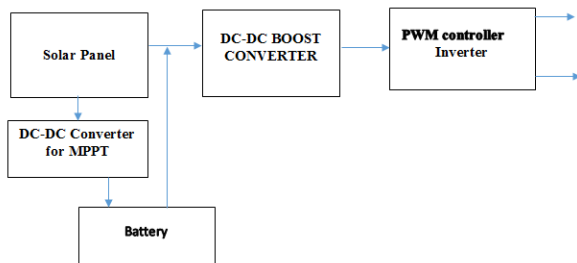 Solar Panel
DC-DC BOOST
CONVERTER
PWM controller
Inverter
DC-DC Converter
for MPPT
Battery